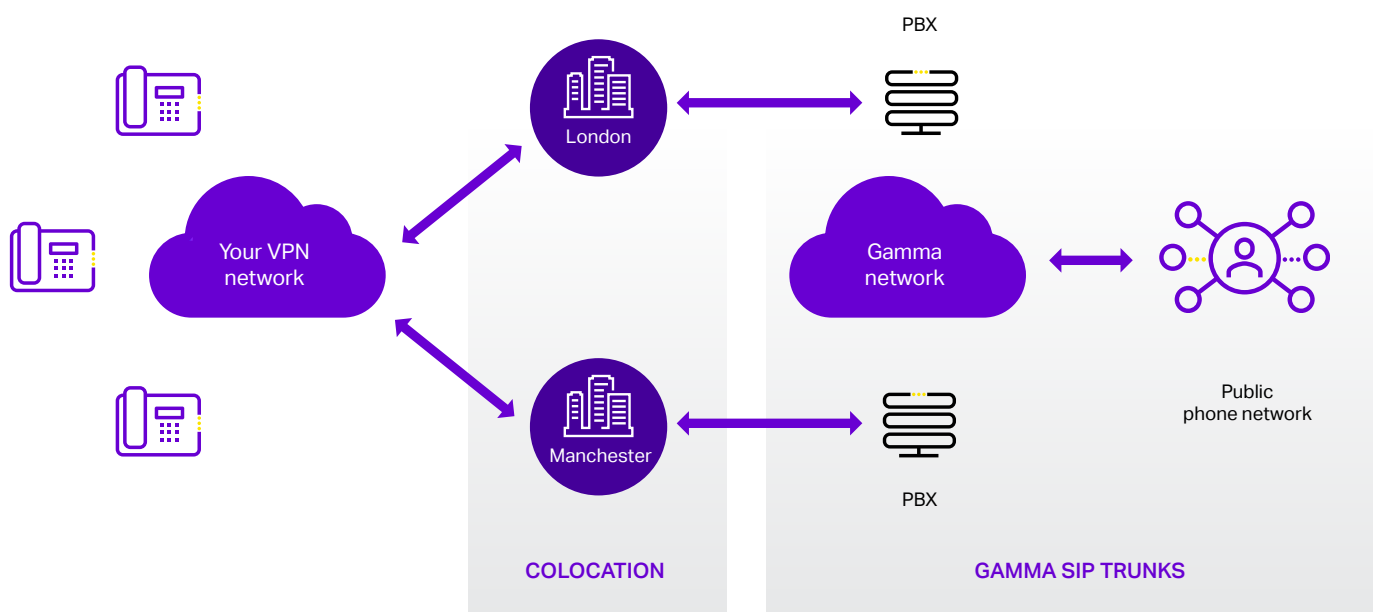 PBX
London
Your VPN
network
Gamma
network
Manchester
Public
phone network
PBX
COLOCATION
GAMMA SIP TRUNKS